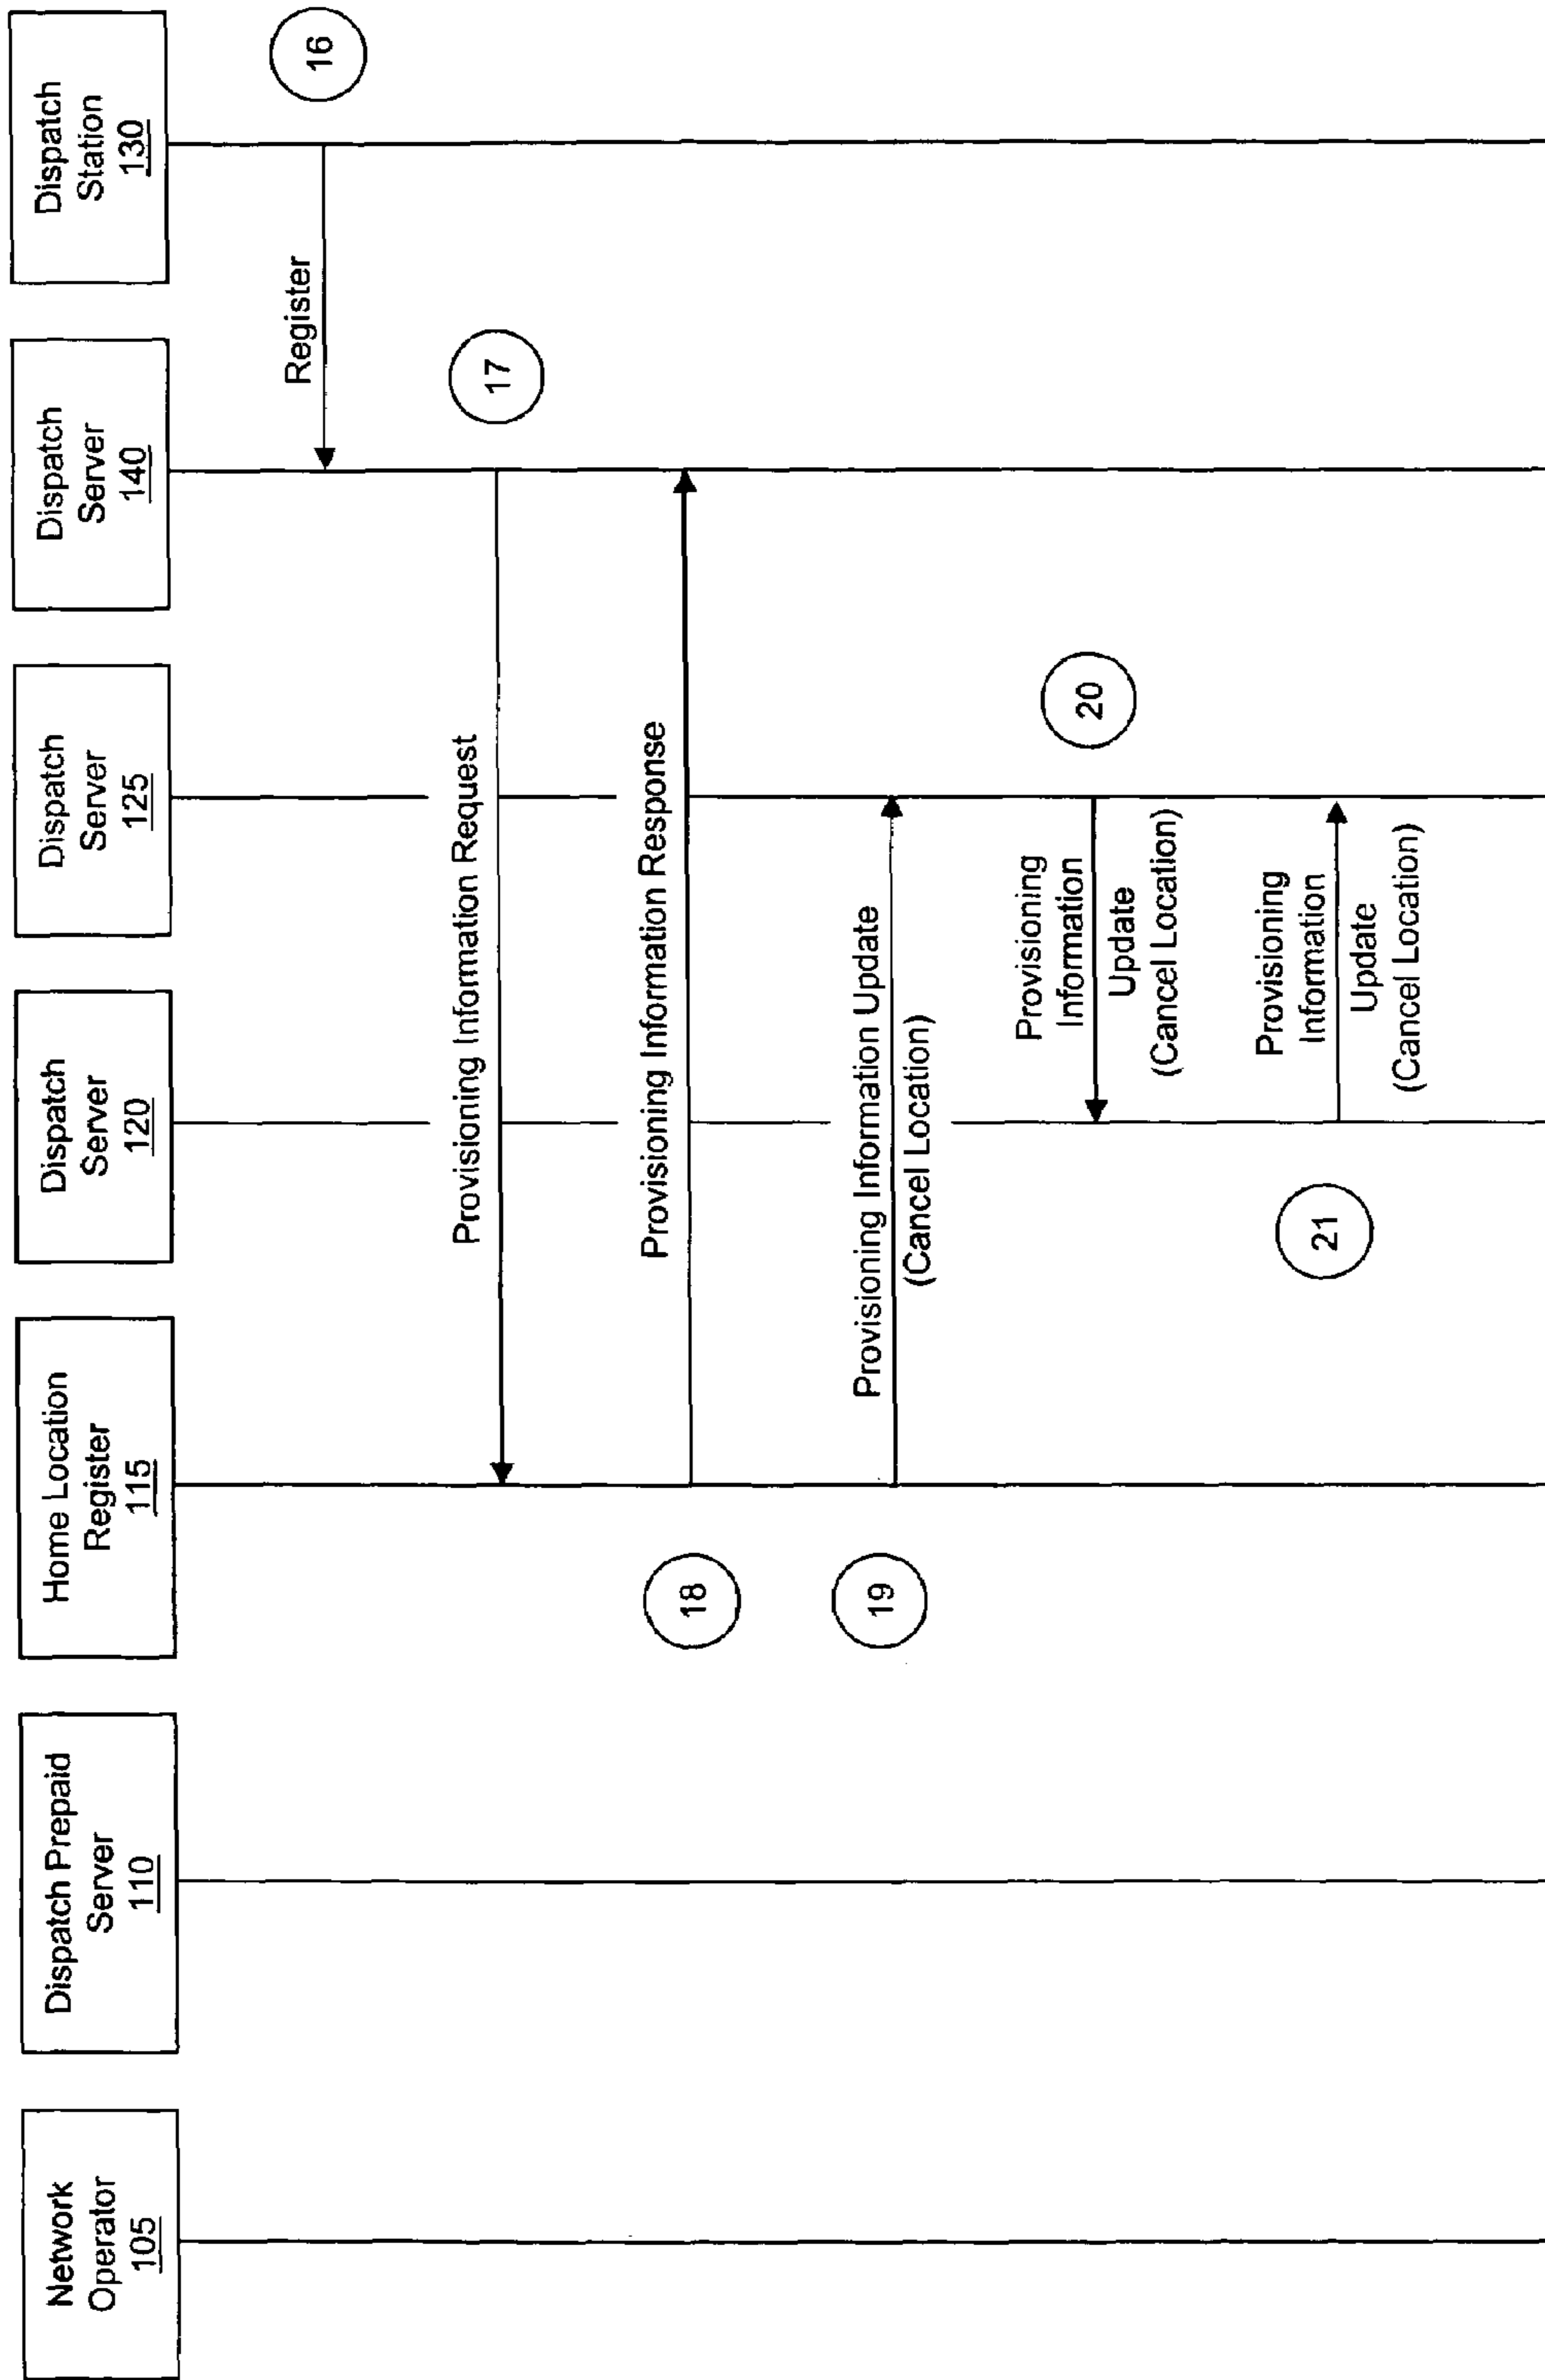 Network
Operator
105
Dispatch Prepaid
Server
110
Home Location
Register
115
Dispatch
Server
120
Dispatch
Server
125
Dispatch
Server
140
Dispatch
Station
130
Register
16
Provisioning Information Request
17
Provisioning Information Response
18
Provisioning Information Update
(Cancel Location)
19
Provisioning
Information
Update
(Cancel Location)
20
Provisioning
Information
Update
(Cancel Location)
21